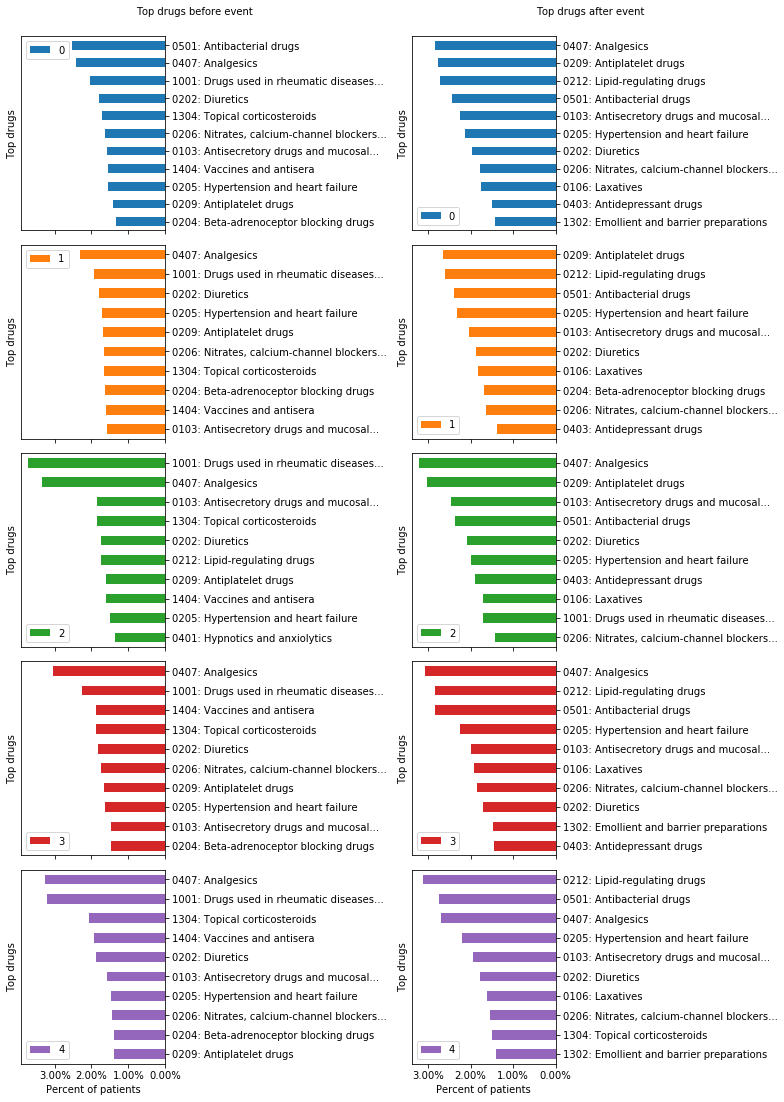 Top drugs before event
0
Top drugs
0501: Antibacterial drugs
0407: Analgesics
1001: Drugs used in rheumatic diseases...
0202: Diuretics
1304: Topical corticosteroids
0206: Nitrates, calcium-channel blockers...
0103: Antisecretory drugs and mucosal...
1404: Vaccines and antisera
0205: Hypertension and heart failure
0209: Antiplatelet drugs
0204: Beta-adrenoceptor blocking drugs
1
Top drugs
0407: Analgesics
1001: Drugs used in rheumatic diseases...
0202: Diuretics
0205: Hypertension and heart failure
0209: Antiplatelet drugs
0206: Nitrates, calcium-channel blockers...
1304: Topical corticosteroids
0204: Beta-adrenoceptor blocking drugs
1404: Vaccines and antisera
0103: Antisecretory drugs and mucosal...
2
Top drugs
1001: Drugs used in rheumatic diseases...
0407: Analgesics
0103: Antisecretory drugs and mucosal...
1304: Topical corticosteroids
0202: Diuretics
0212: Lipid-regulating drugs
0209: Antiplatelet drugs
1404: Vaccines and antisera
0205: Hypertension and heart failure
0401: Hypnotics and anxiolytics
3
Top drugs
0407: Analgesics
1001: Drugs used in rheumatic diseases...
1404: Vaccines and antisera
1304: Topical corticosteroids
0202: Diuretics
0206: Nitrates, calcium-channel blockers...
0209: Antiplatelet drugs
0205: Hypertension and heart failure
0103: Antisecretory drugs and mucosal...
0204: Beta-adrenoceptor blocking drugs
4
Top drugs
0407: Analgesics
1001: Drugs used in rheumatic diseases...
1304: Topical corticosteroids
1404: Vaccines and antisera
0202: Diuretics
0103: Antisecretory drugs and mucosal...
0205: Hypertension and heart failure
0206: Nitrates, calcium-channel blockers...
0204: Beta-adrenoceptor blocking drugs
0209: Antiplatelet drugs
3.00% 2.00% 1.00% 0.00%
Percent of patients
Top drugs after event
0
Top drugs
0407: Analgesics
0209: Antiplatelet drugs
0212: Lipid-regulating drugs
0501: Antibacterial drugs
0103: Antisecretory drugs and mucosal...
0205: Hypertension and heart failure
0202: Diuretics
0206: Nitrates, calcium-channel blockers...
0106: Laxatives
0403: Antidepressant drugs
1302: Emollient and barrier preparations
1
Top drugs
0209: Antiplatelet drugs
0212: Lipid-regulating drugs
0501: Antibacterial drugs
0205: Hypertension and heart failure
0103: Antisecretory drugs and mucosal...
0202: Diuretics
0106: Laxatives
0204: Beta-adrenoceptor blocking drugs
0206: Nitrates, calcium-channel blockers...
0403: Antidepressant drugs
2
Top drugs
0407: Analgesics
0209: Antiplatelet drugs
0103: Antisecretory drugs and mucosal...
0501: Antibacterial drugs
0202: Diuretics
0205: Hypertension and heart failure
0403: Antidepressant drugs
0106: Laxatives
1001: Drugs used in rheumatic diseases...
0206: Nitrates, calcium-channel blockers...
3
Top drugs
0407: Analgesics
0212: Lipid-regulating drugs
0501: Antibacterial drugs
0205: Hypertension and heart failure
0103: Antisecretory drugs and mucosal...
0106: Laxatives
0206: Nitrates, calcium-channel blockers...
0202: Diuretics
1302: Emollient and barrier preparations
0403: Antidepressant drugs
4
Top drugs
0212: Lipid-regulating drugs
0501: Antibacterial drugs
0407: Analgesics
0205: Hypertension and heart failure
0103: Antisecretory drugs and mucosal...
0202: Diuretics
0106: Laxatives
0206: Nitrates, calcium-channel blockers...
1304: Topical corticosteroids
1302: Emollient and barrier preparations
3.00% 2.00% 1.00% 0.00%
Percent of patients